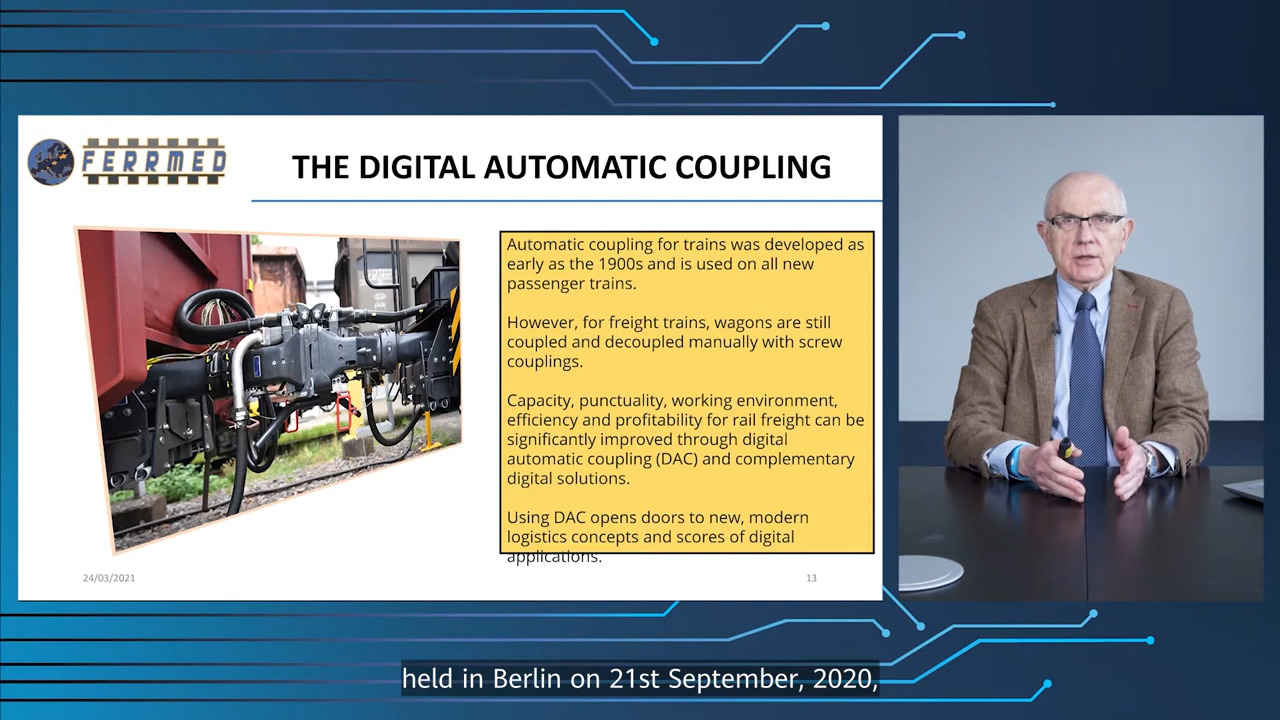 FERRMED
THE DIGITAL AUTOMATIC COUPLING
Automatic coupling for trains was developed as
early as the 1900s and is used on all new
passenger trains.
However, for freight trains, wagons are still
coupled and decoupled manually with screw
couplings.
Capacity, punctuality, working environment,
efficiency and profitability for rail freight can be
significantly improved through digital
automatic coupling (DAC) and complementary
digital solutions.
Using DAC opens doors to new, modern
logistics concepts and scores of digital
applications.
24/03/2021
13
held in Berlin on 21st September, 2020,